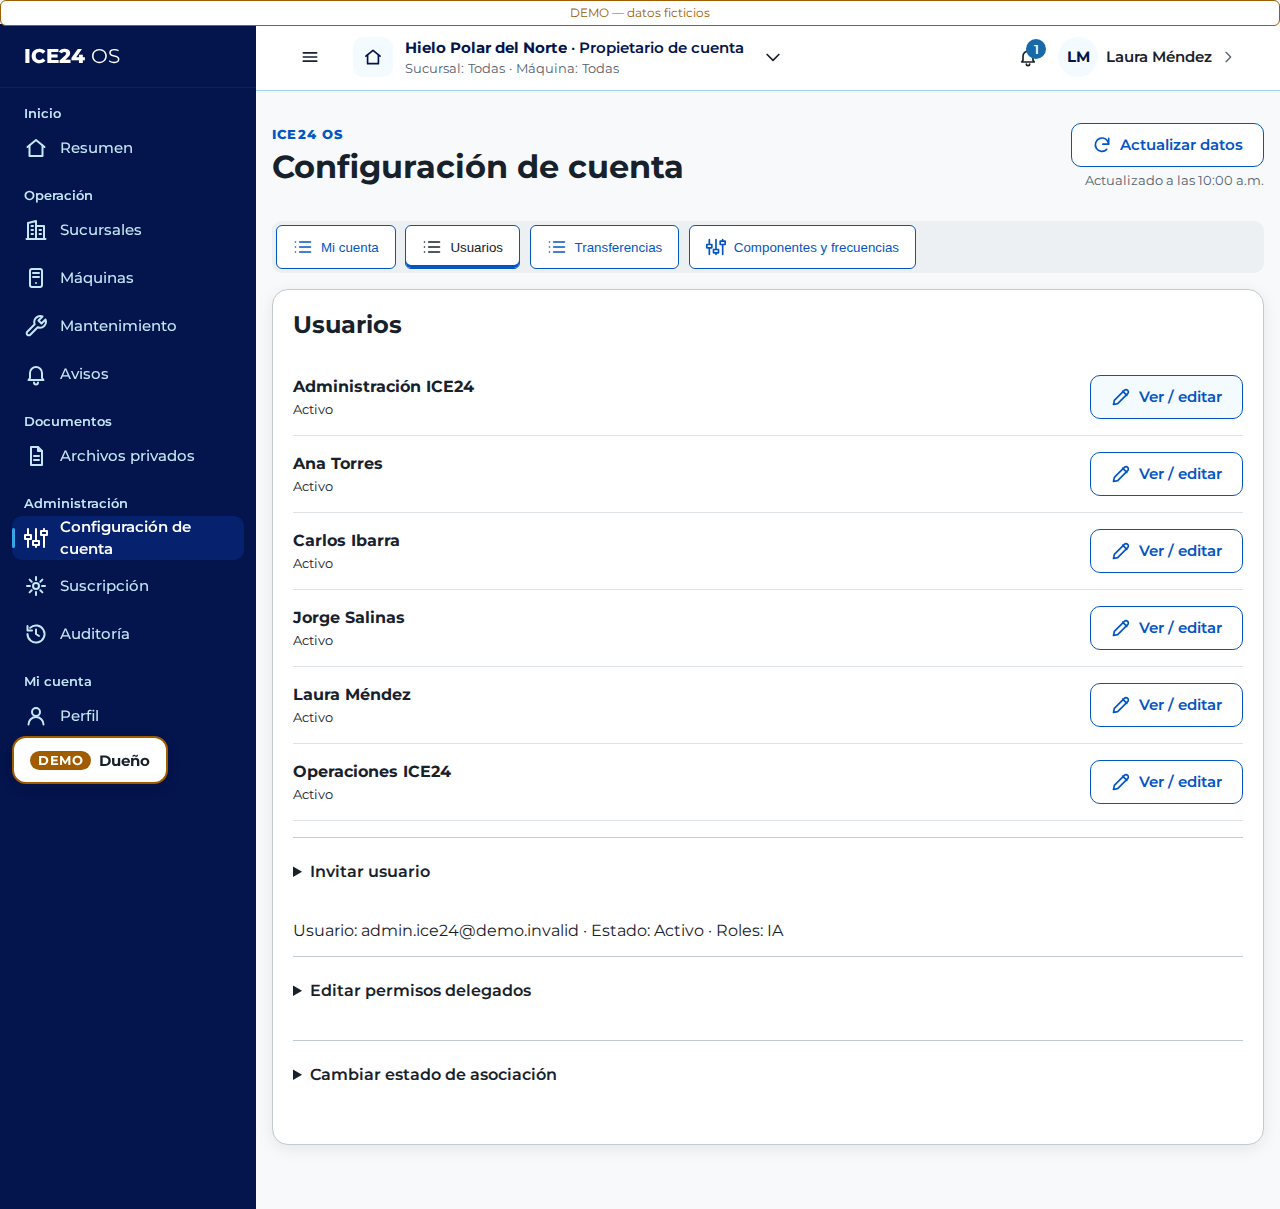 DEMO — datos ficticios
ICE24 OS
Inicio
Resumen
Operación
Sucursales
Máquinas
Mantenimiento
Avisos
Documentos
Archivos privados
Administración
Configuración de
cuenta
Suscripción
Auditoría
Mi cuenta
Perfil
DEMO Dueño
Hielo Polar del Norte · Propietario de cuenta
Sucursal: Todas · Máquina: Todas
1
LM Laura Méndez
ICE24 OS
Configuración de cuenta
Actualizar datos
Actualizado a las 10:00 a.m.
Mi cuenta
Usuarios
Transferencias
Componentes y frecuencias
Usuarios
Administración ICE24
Activo
Ver / editar
Ana Torres
Activo
Ver / editar
Carlos Ibarra
Activo
Ver / editar
Jorge Salinas
Activo
Ver / editar
Laura Méndez
Activo
Ver / editar
Operaciones ICE24
Activo
Ver / editar
Invitar usuario
Usuario: admin.ice24@demo.invalid · Estado: Activo · Roles: IA
Editar permisos delegados
Cambiar estado de asociación